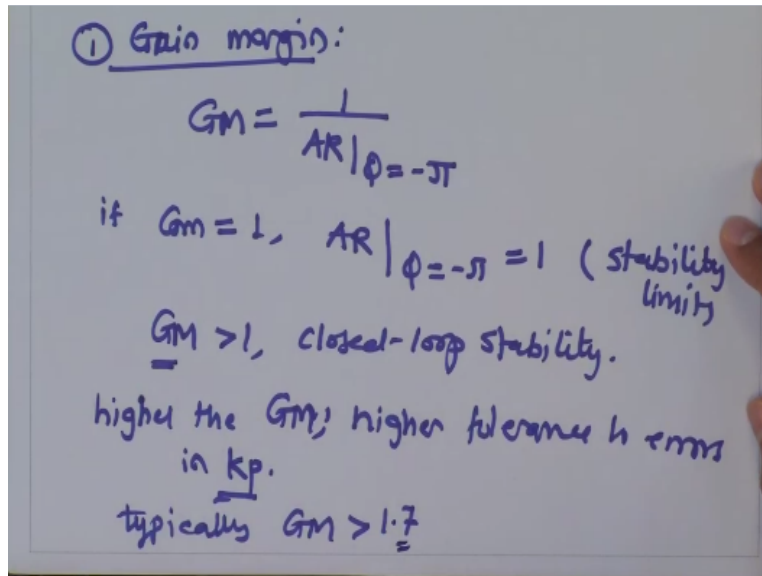 ① Gain margin:
GM = 1 / AR|φ=-π
if Gm = 1, AR|φ=-π = 1 (stability
limits
GM >1, closed-loop stability.
higher the GM; higher tolerance to errors
in kp.
typically GM > 1.7